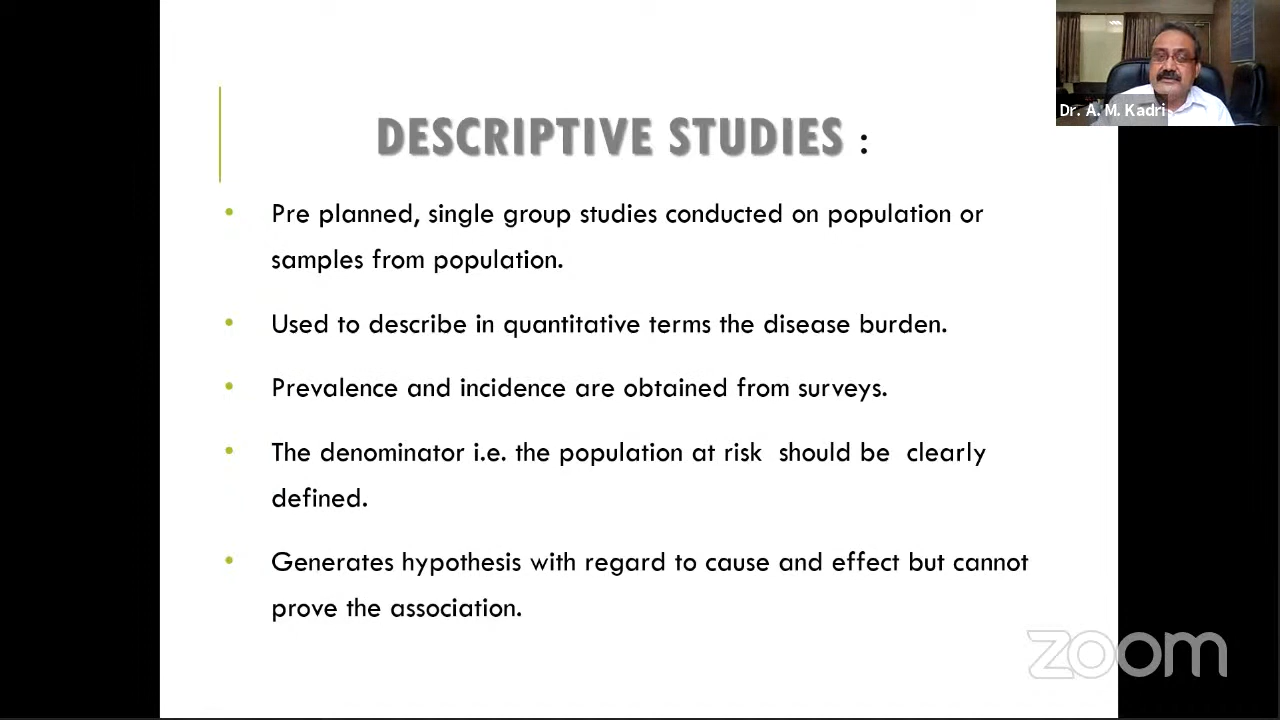 Dr. A. M. Kadri
DESCRIPTIVE STUDIES :
• Pre planned, single group studies conducted on population or
samples from population.
• Used to describe in quantitative terms the disease burden.
• Prevalence and incidence are obtained from surveys.
• The denominator i.e. the population at risk  should be  clearly
defined.
• Generates hypothesis with regard to cause and effect but cannot
prove the association.
zoom